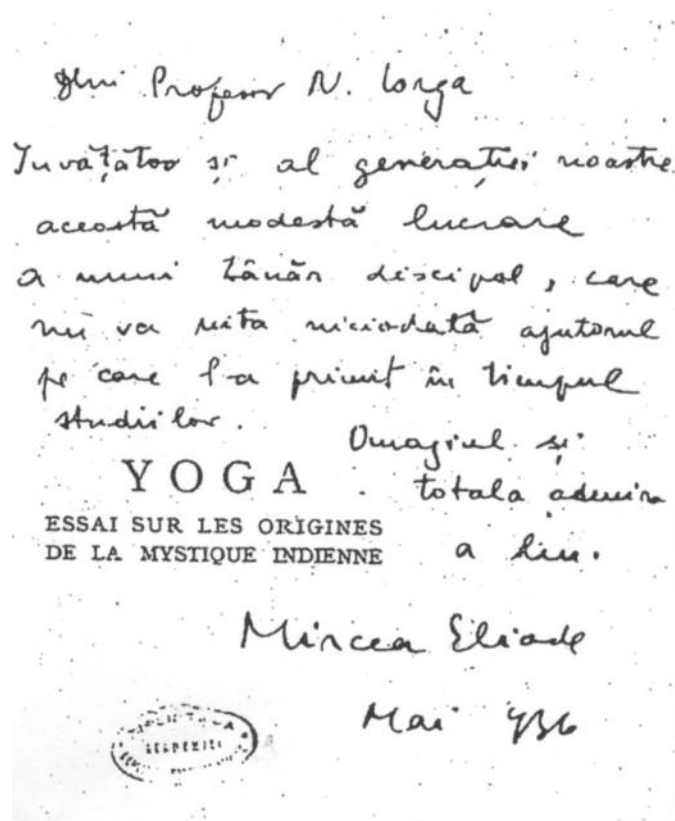 Dlui Profesor N. Iorga
Învățător și al generației noastre
această modestă lucrare
a unui tânăr discipol, care
nu va uita niciodată ajutorul
pe care l-a primit în timpul
studiilor.
Omagiul și
totala admira
a lui.
YOGA
ESSAI SUR LES ORIGINES
DE LA MYSTIQUE INDIENNE
Mircea Eliade
Mai 936